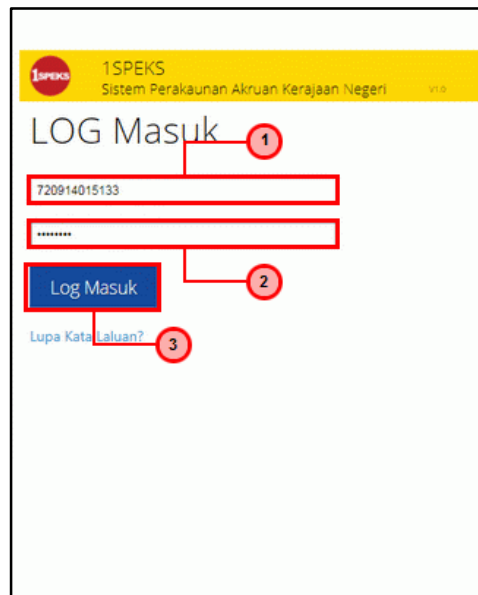 1SPEKS
1SPEKS
Sistem Perakaunan Akruan Kerajaan Negeri V1.0
LOG Masuk
1
720914015133
••••••••
2
Log Masuk
Lupa Kata Laluan?
3